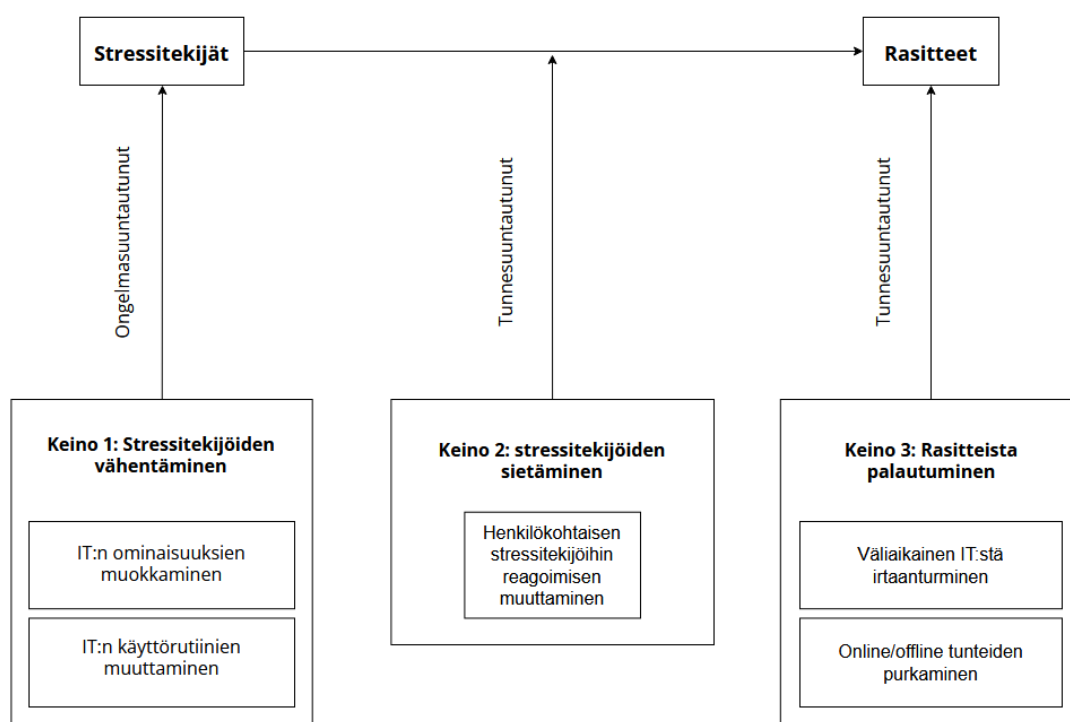 Stressitekijät
Rasitteet
Ongelmasuuntautunut
Tunnesuuntautunut
Tunnesuuntautunut
Keino 1: Stressitekijöiden
vähentäminen
IT:n ominaisuuksien
muokkaminen
IT:n käyttörutiinien
muuttaminen
Keino 2: stressitekijöiden
sietäminen
Henkilökohtaisen
stressitekijöihin
reagoimisen
muuttaminen
Keino 3: Rasitteista
palautuminen
Väliaikainen IT:stä
irtaanturminen
Online/offline tunteiden
purkaminen